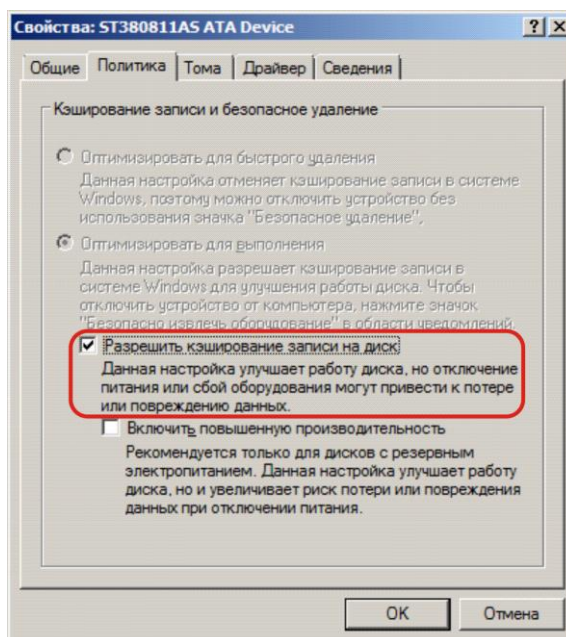 Свойства: ST380811AS ATA Device
Общие Политика Тома Драйвер Сведения
Кэширование записи и безопасное удаление
Оптимизировать для быстрого удаления
Данная настройка отменяет кэширование записи в системе
Windows, поэтому можно отключить устройство без
использования значка "Безопасное удаление",
Оптимизировать для выполнения
Данная настройка разрешает кэширование записи в
системе Windows для улучшения работы диска. Чтобы
отключить устройство от компьютера, нажмите значок
"Безопасно извлечь оборудование" в области уведомлений.
Разрешить кэширование записи на диск
Данная настройка улучшает работу диска, но отключение
питания или сбой оборудования могут привести к потере
или повреждению данных.
Включить повышенную производительность
Рекомендуется только для дисков с резервным
электропитанием. Данная настройка улучшает работу
диска, но и увеличивает риск потери или повреждения
данных при отключении питания.
OK Отмена